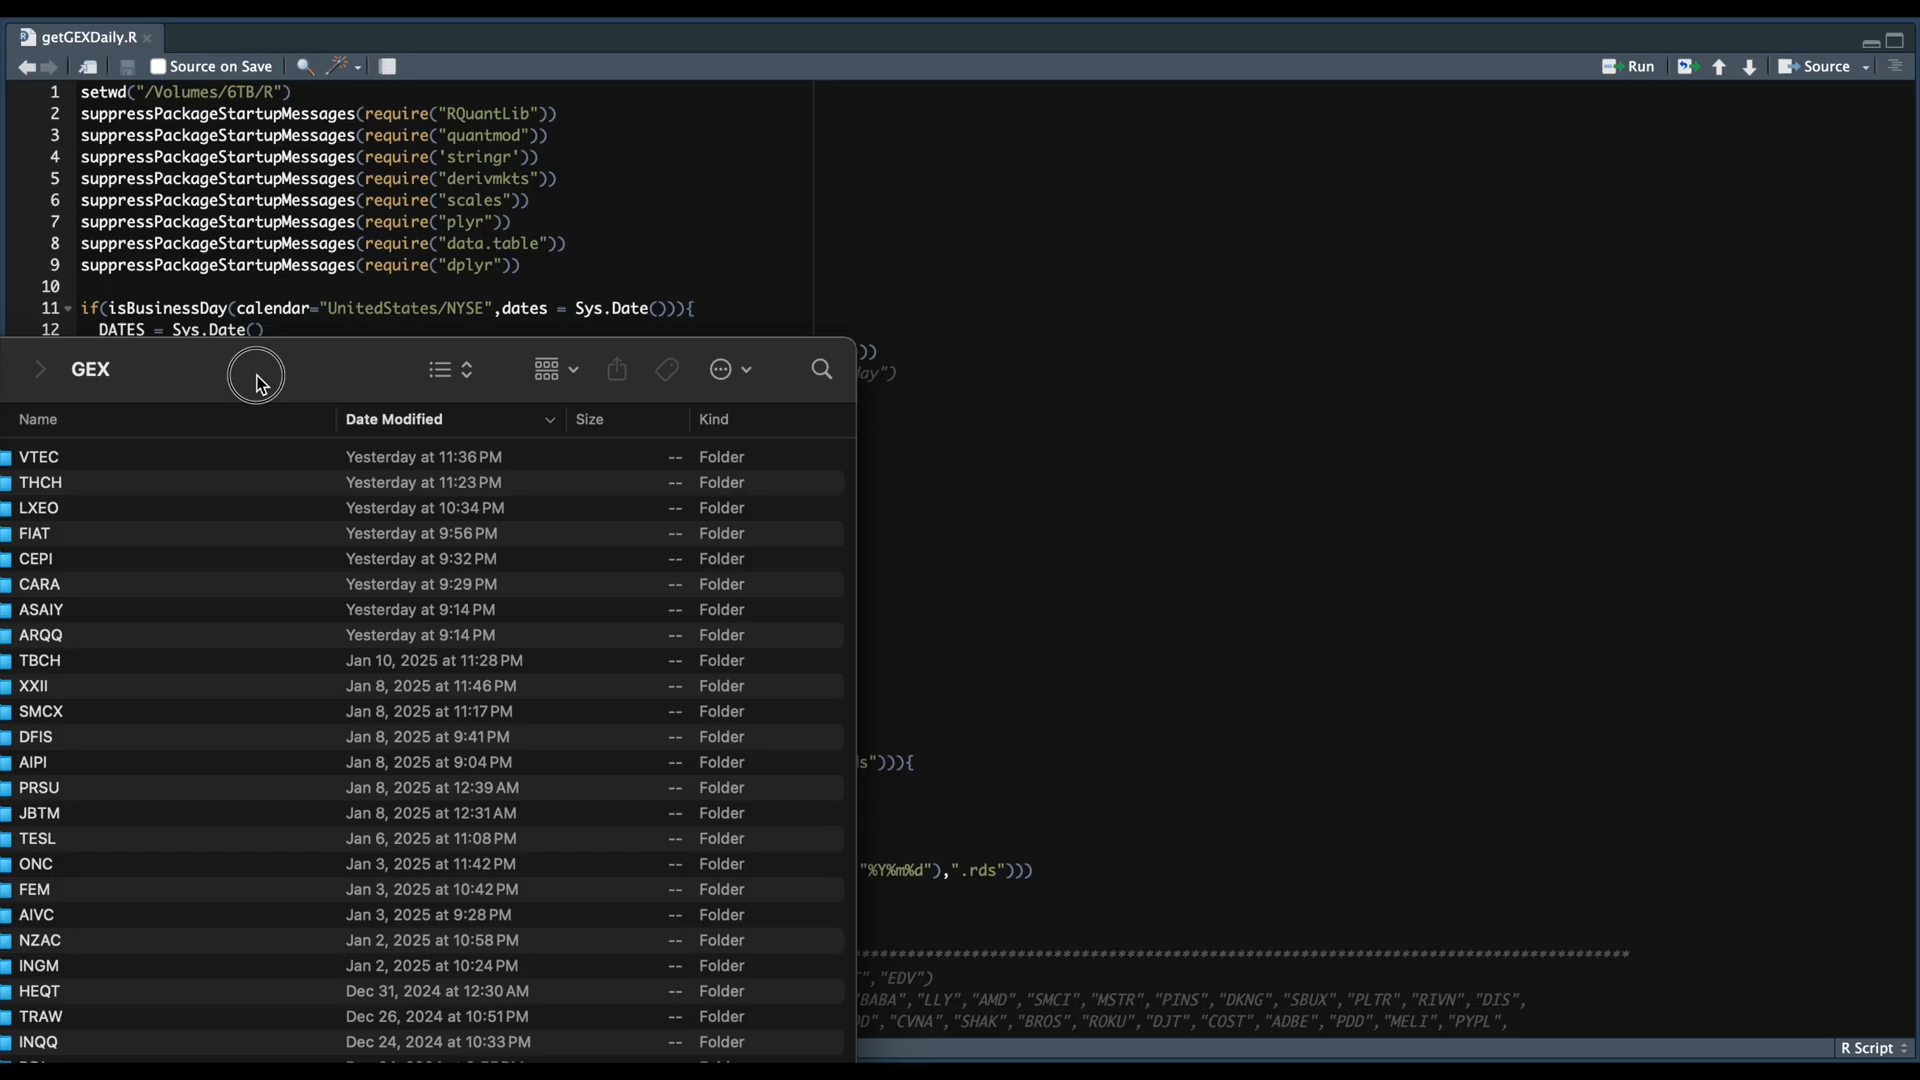 getGEXDaily.R
Source on Save
Run
Source
1 setwd("/Volumes/6TB/R")
2 suppressPackageStartupMessages(require("RQuantLib"))
3 suppressPackageStartupMessages(require("quantmod"))
4 suppressPackageStartupMessages(require('stringr'))
5 suppressPackageStartupMessages(require("derivmkts"))
6 suppressPackageStartupMessages(require("scales"))
7 suppressPackageStartupMessages(require("plyr"))
8 suppressPackageStartupMessages(require("data.table"))
9 suppressPackageStartupMessages(require("dplyr"))
10
11 if(isBusinessDay(calendar="UnitedStates/NYSE",dates = Sys.Date())){
12 DATES = Sys.Date()
))
ay")
GEX
Name Date Modified Size Kind
VTEC Yesterday at 11:36 PM -- Folder
THCH Yesterday at 11:23 PM -- Folder
LXEO Yesterday at 10:34 PM -- Folder
FIAT Yesterday at 9:56 PM -- Folder
CEPI Yesterday at 9:32 PM -- Folder
CARA Yesterday at 9:29 PM -- Folder
ASAIY Yesterday at 9:14 PM -- Folder
ARQQ Yesterday at 9:14 PM -- Folder
TBCH Jan 10, 2025 at 11:28 PM -- Folder
XXII Jan 8, 2025 at 11:46 PM -- Folder
SMCX Jan 8, 2025 at 11:17 PM -- Folder
DFIS Jan 8, 2025 at 9:41 PM -- Folder
AIPI Jan 8, 2025 at 9:04 PM -- Folder
PRSU Jan 8, 2025 at 12:39 AM -- Folder
JBTM Jan 8, 2025 at 12:31 AM -- Folder
TESL Jan 6, 2025 at 11:08 PM -- Folder
ONC Jan 3, 2025 at 11:42 PM -- Folder
FEM Jan 3, 2025 at 10:42 PM -- Folder
AIVC Jan 3, 2025 at 9:28 PM -- Folder
NZAC Jan 2, 2025 at 10:58 PM -- Folder
INGM Jan 2, 2025 at 10:24 PM -- Folder
HEQT Dec 31, 2024 at 12:30 AM -- Folder
TRAW Dec 26, 2024 at 10:51 PM -- Folder
INQQ Dec 24, 2024 at 10:33 PM -- Folder
s"))){
"%Y%m%d"),".rds")))
*************************************************************************************
","EDV")
BABA","LLY","AMD","SMCI","MSTR","PINS","DKNG","SBUX","PLTR","RIVN","DIS",
D","CVNA","SHAK","BROS","ROKU","DJT","COST","ADBE","PDD","MELI","PYPL",
R Script